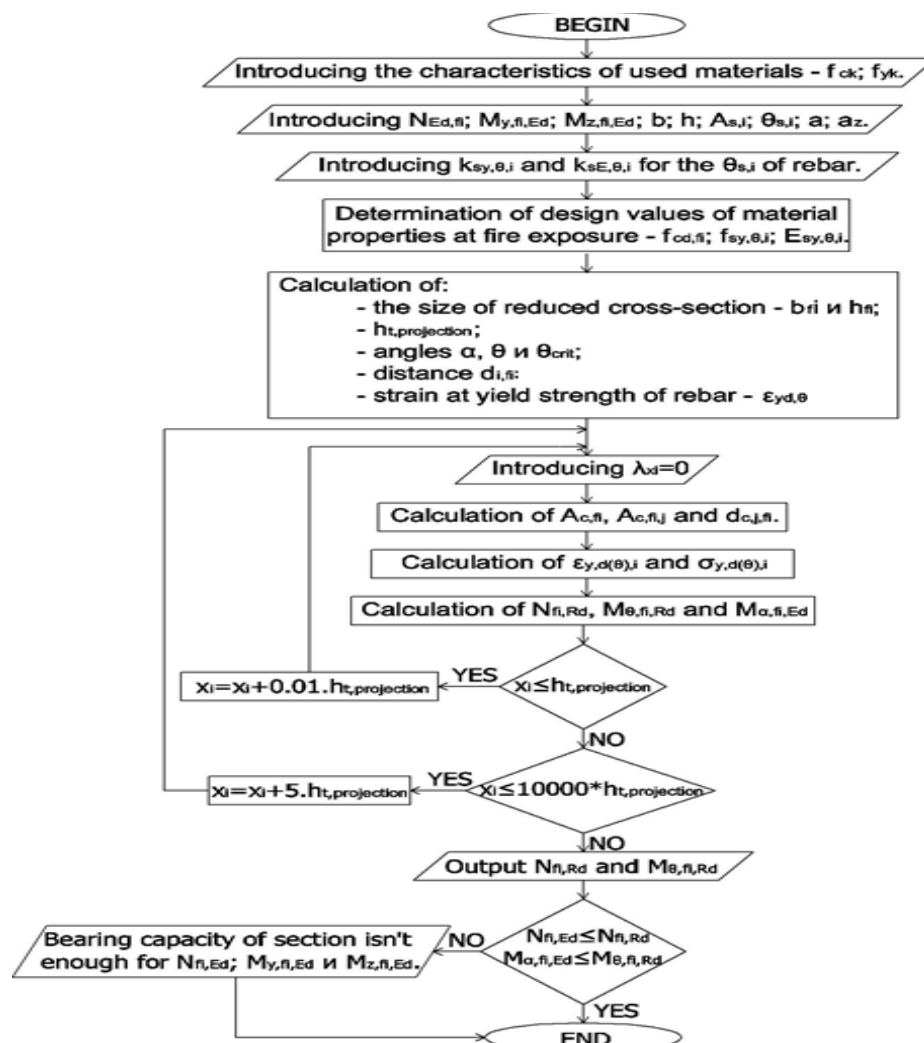 BEGIN
Introducing the characteristics of used materials - fck; fyk.
Introducing NEd,fi; My,fi,Ed; Mz,fi,Ed; b; h; As,i; θs,i; a; az.
Introducing ksy,θ,i and ksE,θ,i for the θs,i of rebar.
Determination of design values of material
properties at fire exposure - fcd,fi; fsy,θ,i; Esy,θ,i.
Calculation of:
- the size of reduced cross-section - bfi и hfi;
- ht,projection;
- angles α, θ и θcrit;
- distance di,fi;
- strain at yield strength of rebar - εyd,θ
Introducing λxi=0
Calculation of Ac,fi, Ac,fi,j and dc,j,fi.
Calculation of εy,d(θ),i and σy,d(θ),i
Calculation of Nfi,Rd, Mθ,fi,Rd and Mα,fi,Ed
xi≤ht,projection
YES
xi=xi+0.01.ht,projection
NO
xi≤10000*ht,projection
YES
xi=xi+5.ht,projection
NO
Output Nfi,Rd and Mθ,fi,Rd
Nfi,Ed≤Nfi,Rd
Mα,fi,Ed≤Mθ,fi,Rd
NO
Bearing capacity of section isn't
enough for Nfi,Ed; My,fi,Ed и Mz,fi,Ed.
YES
END